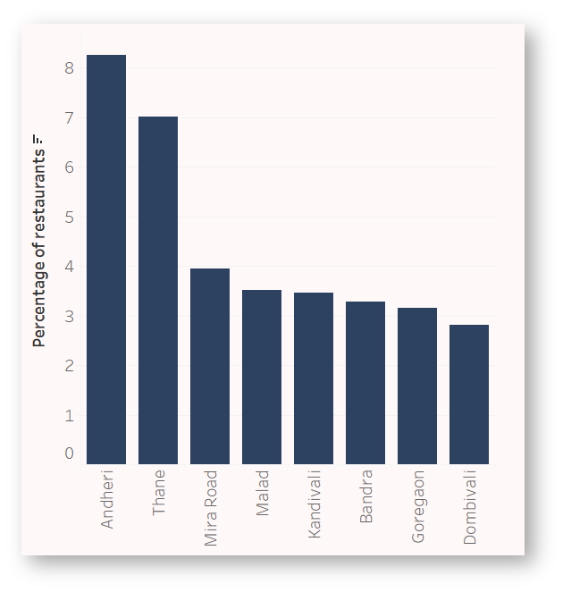 Percentage of restaurants
8
7
6
5
4
3
2
1
0
Andheri
Thane
Mira Road
Malad
Kandivali
Bandra
Goregaon
Dombivali